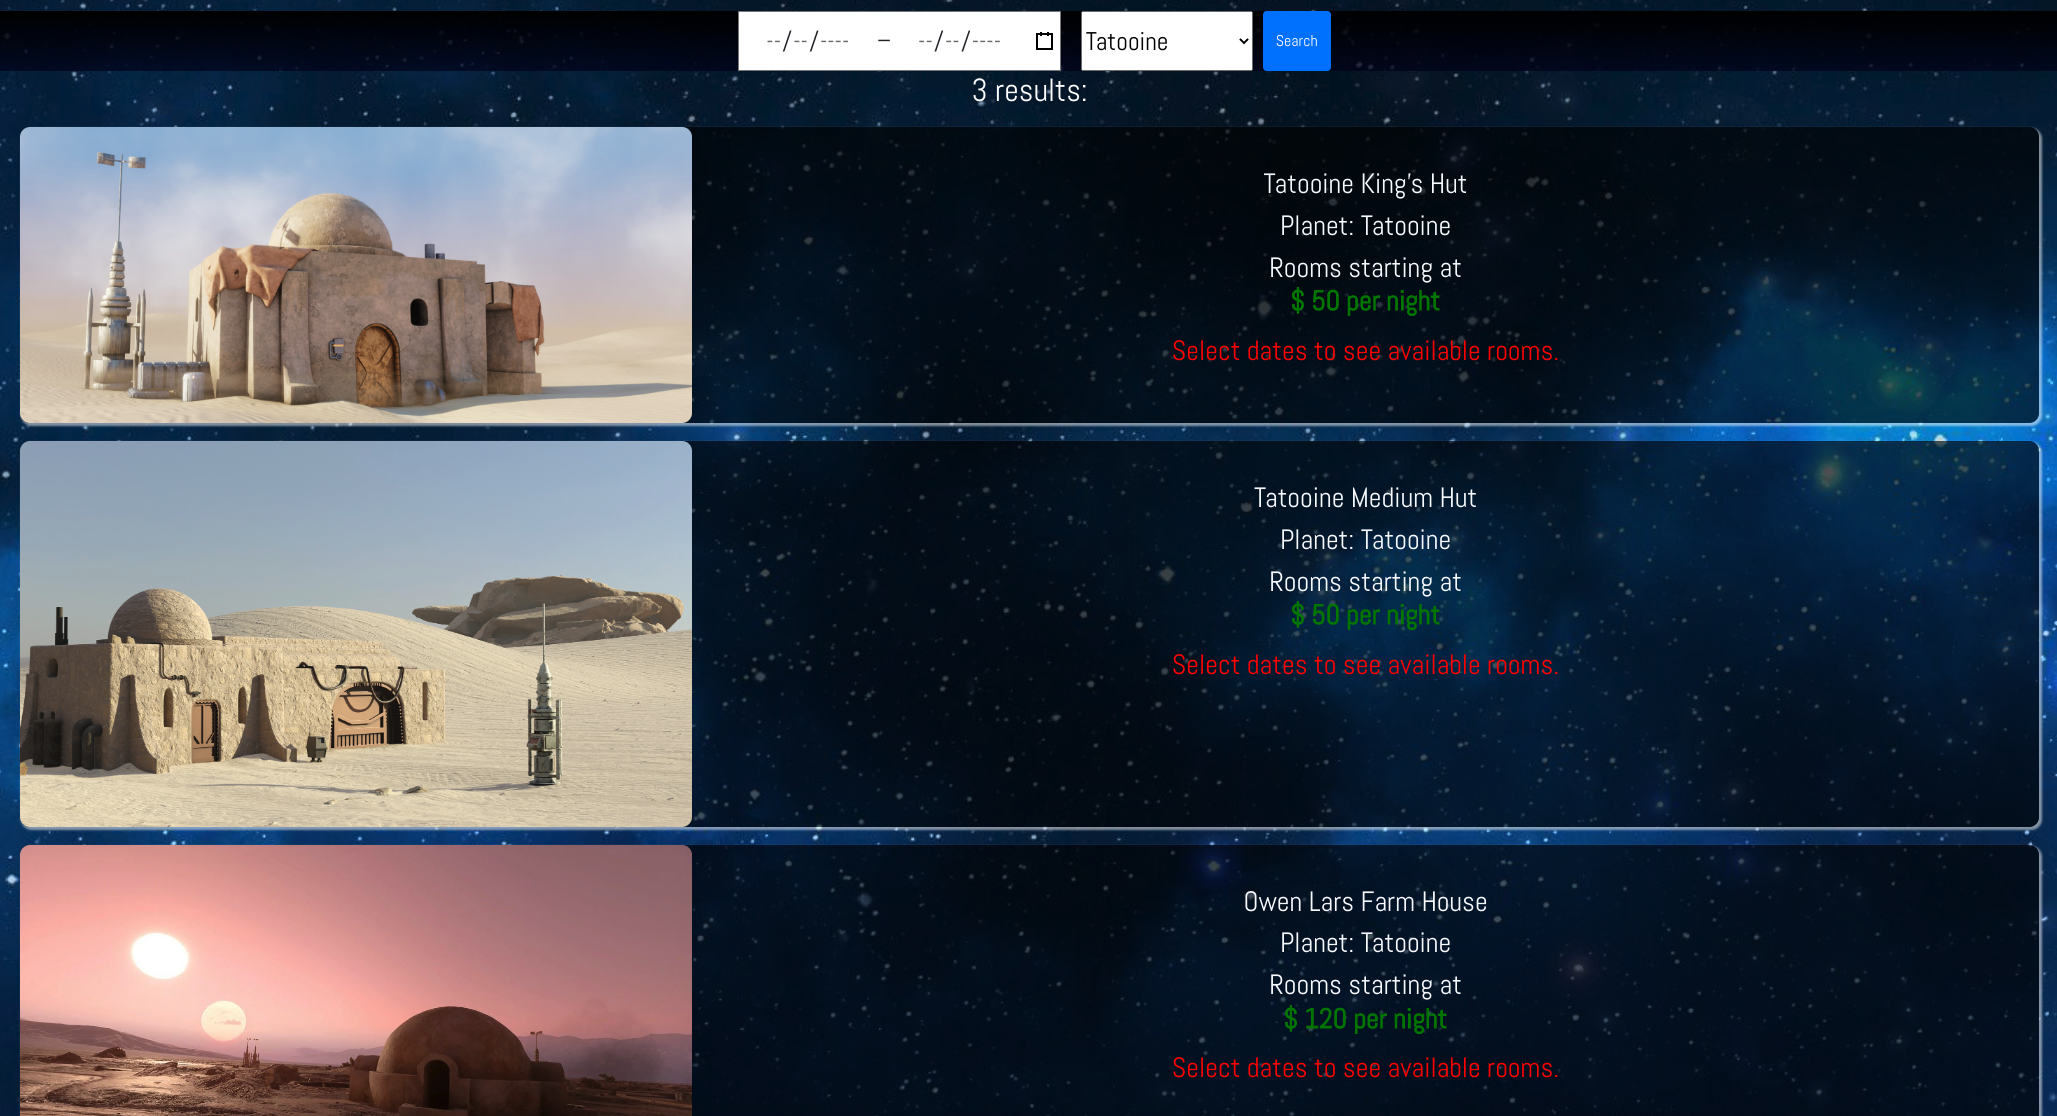 --/--/---- – --/--/---- Tatooine Search
3 results:
Tatooine King's Hut
Planet: Tatooine
Rooms starting at
$ 50 per night
Select dates to see available rooms.
Tatooine Medium Hut
Planet: Tatooine
Rooms starting at
$ 50 per night
Select dates to see available rooms.
Owen Lars Farm House
Planet: Tatooine
Rooms starting at
$ 120 per night
Select dates to see available rooms.